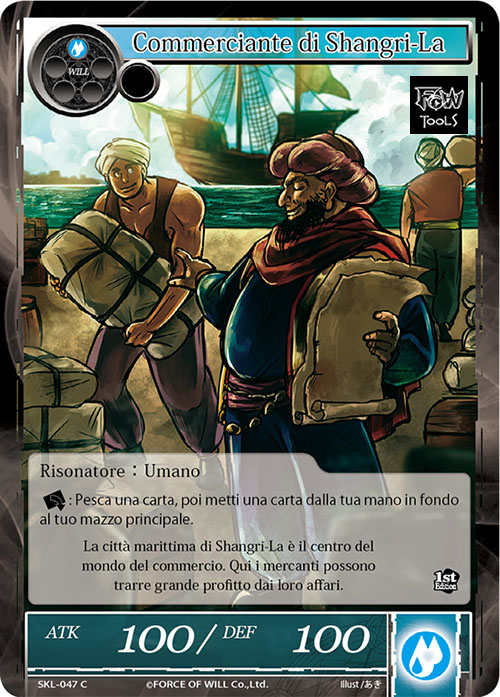 Commerciante di Shangri-La
WILL
FoW
TOOLS
Risonatore : Umano
: Pesca una carta, poi metti una carta dalla tua mano in fondo
al tuo mazzo principale.
La città marittima di Shangri-La è il centro del
mondo del commercio. Qui i mercanti possono
trarre grande profitto dai loro affari.
1st
Edition
ATK 100 / DEF 100
SKL-047 C ©FORCE OF WILL Co.,Ltd. Illust/あき